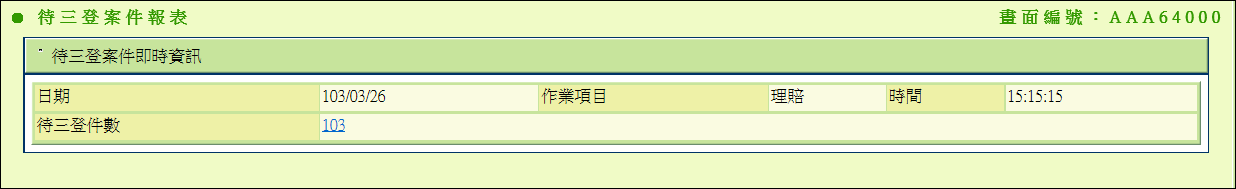 待三登案件報表 畫面編號：AAA64000
待三登案件即時資訊
日期 103/03/26 作業項目 理賠 時間 15:15:15
待三登件數 103